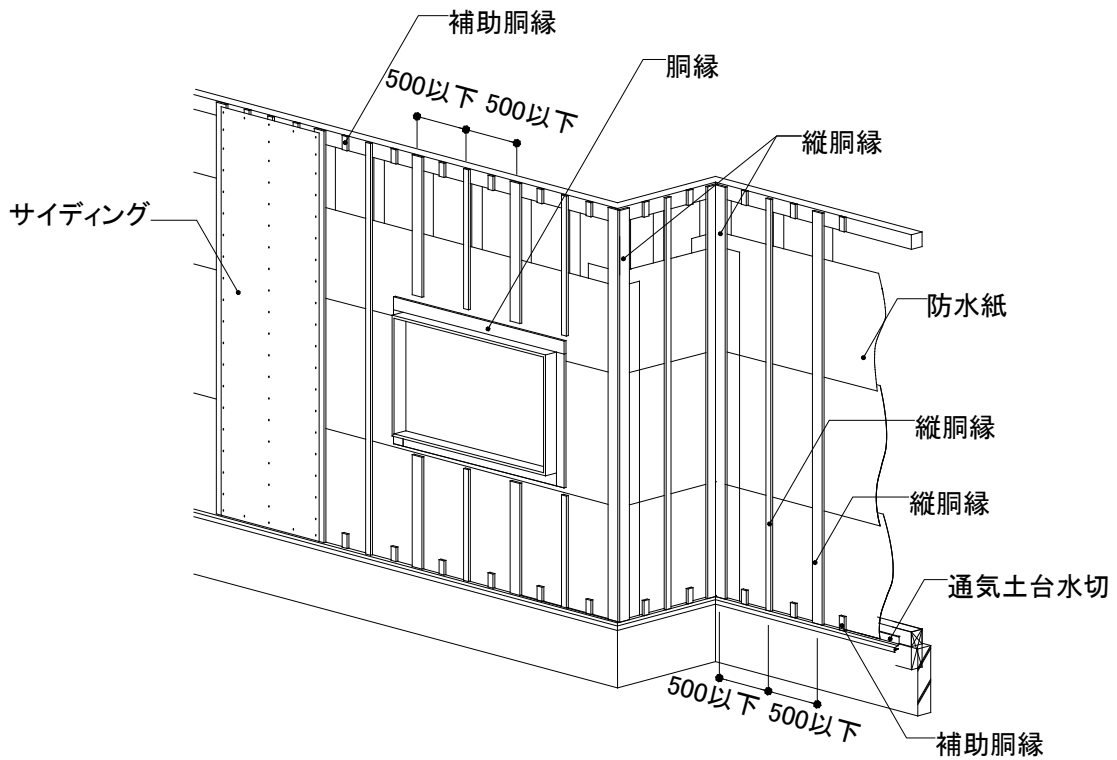 補助胴縁
胴縁
500以下 500以下
縦胴縁
サイディング
防水紙
縦胴縁
縦胴縁
通気土台水切
500以下 500以下
補助胴縁